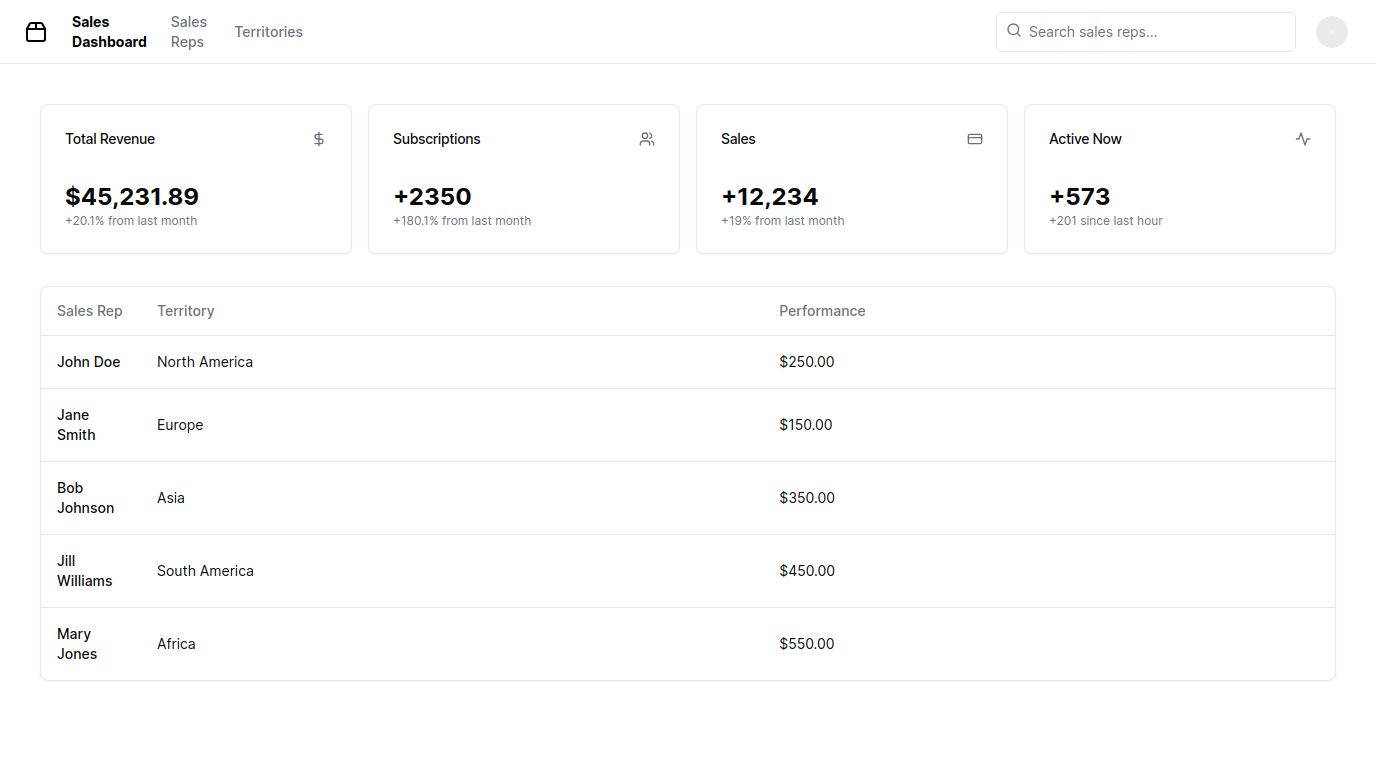 Sales
Dashboard
Sales
Reps
Territories
Search sales reps...
Total Revenue
$45,231.89
+20.1% from last month
Subscriptions
+2350
+180.1% from last month
Sales
+12,234
+19% from last month
Active Now
+573
+201 since last hour
Sales Rep Territory Performance
John Doe North America $250.00
Jane
Smith Europe $150.00
Bob
Johnson Asia $350.00
Jill
Williams South America $450.00
Mary
Jones Africa $550.00